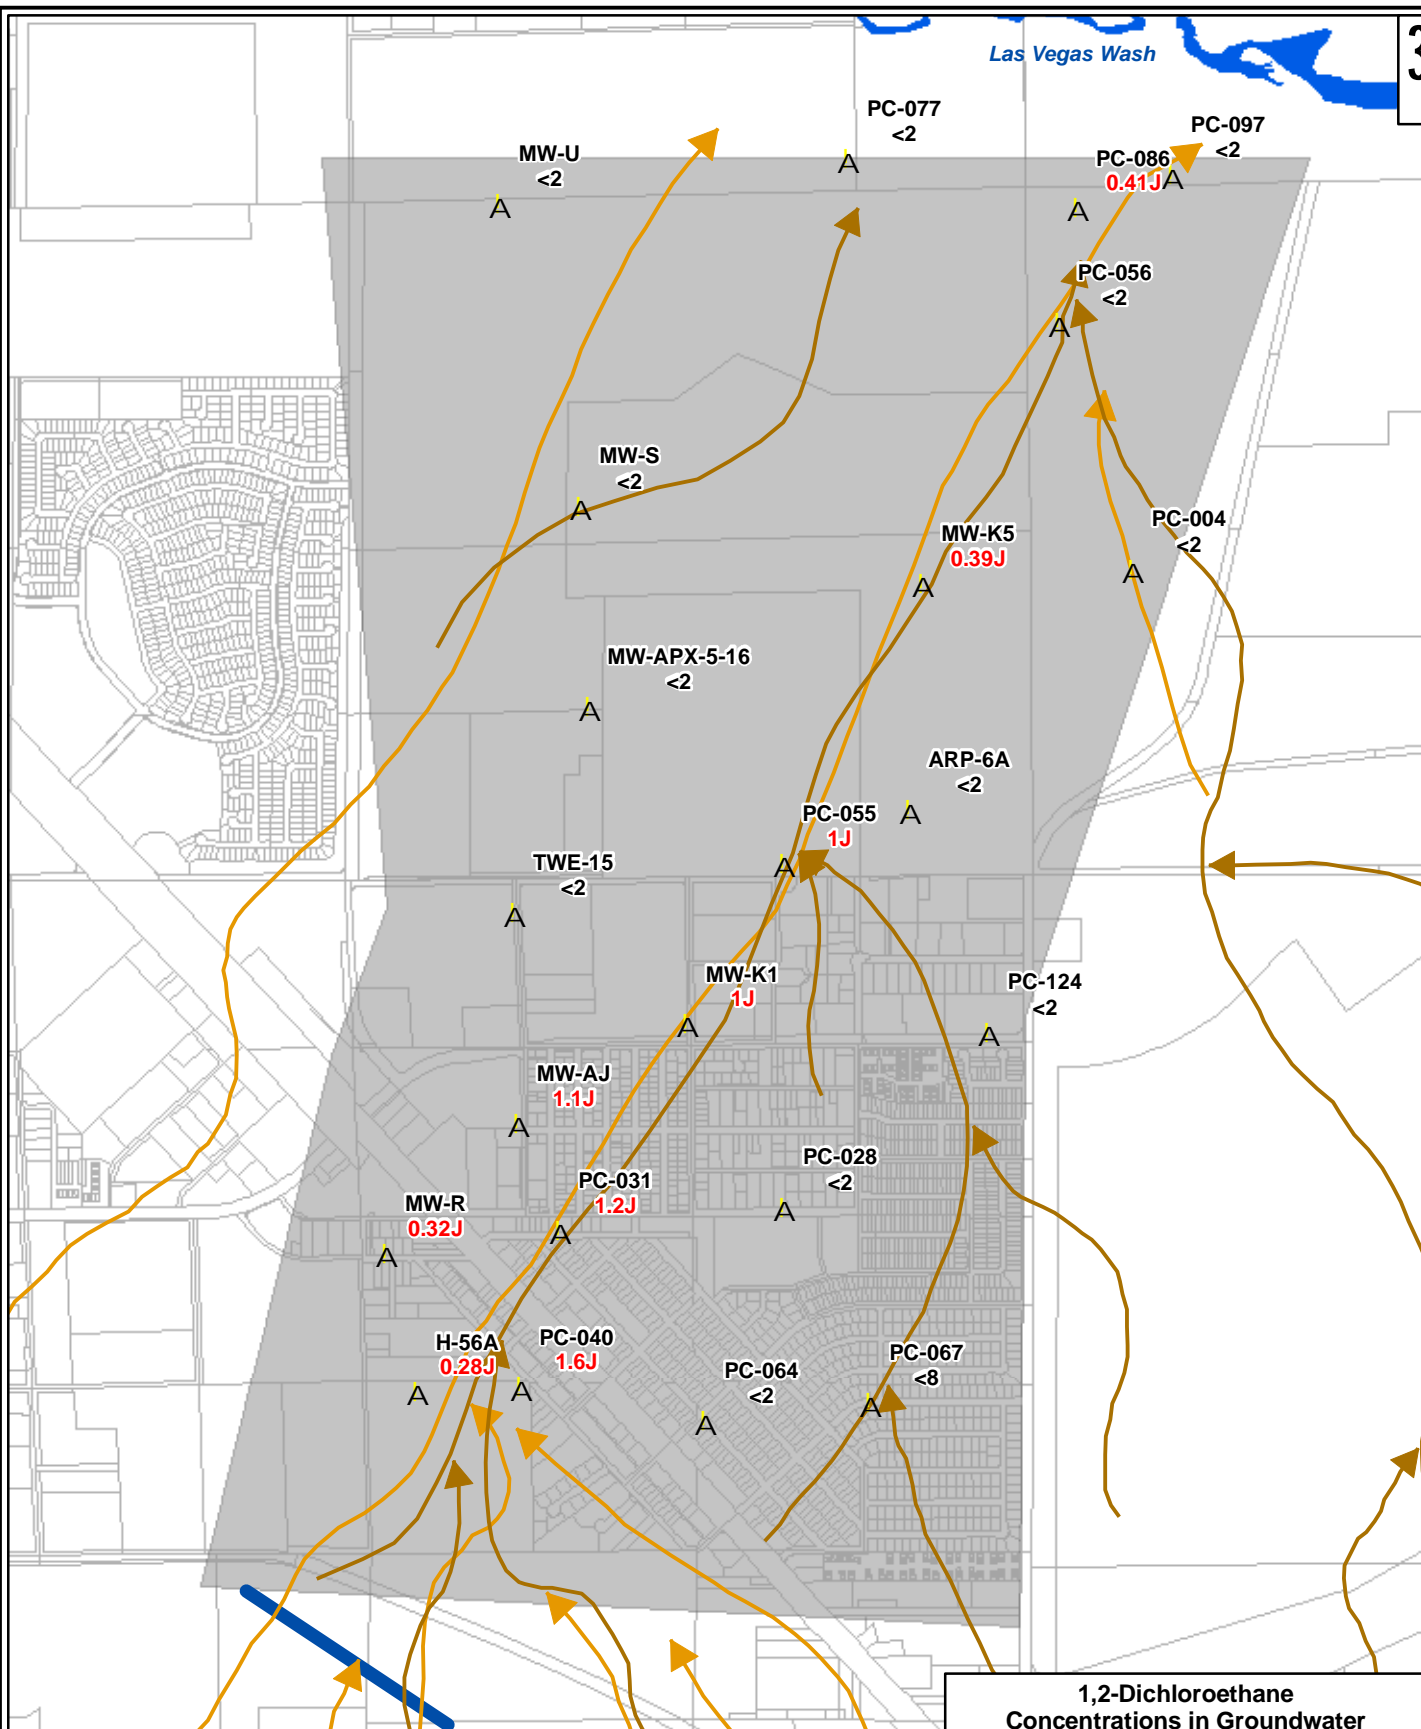 3
Las Vegas Wash
PC-077
<2
PC-097
<2
MW-U
<2
PC-086
0.41J
A
A
A
A
PC-056
<2
A
MW-S
<2
A
PC-004
<2
MW-K5
0.39J
A
A
MW-APX-5-16
<2
A
ARP-6A
<2
A
PC-055
1J
A
TWE-15
<2
A
MW-K1
1J
A
PC-124
<2
A
MW-AJ
1.1J
A
PC-028
<2
A
PC-031
1.2J
A
MW-R
0.32J
A
H-56A
0.28J
A
PC-040
1.6J
A
PC-064
<2
A
PC-067
<8
A
1,2-Dichloroethane
Concentrations in Groundwater